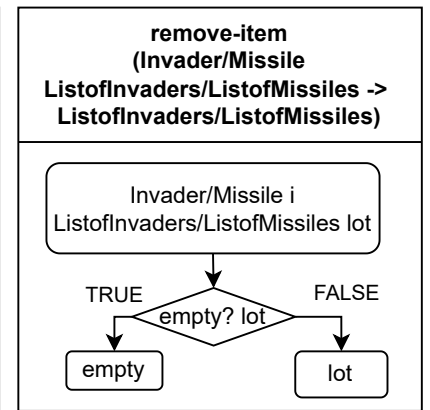 remove-item
(Invader/Missile
ListofInvaders/ListofMissiles ->
ListofInvaders/ListofMissiles)
Invader/Missile i
ListofInvaders/ListofMissiles lot
TRUE
FALSE
empty? lot
empty
lot